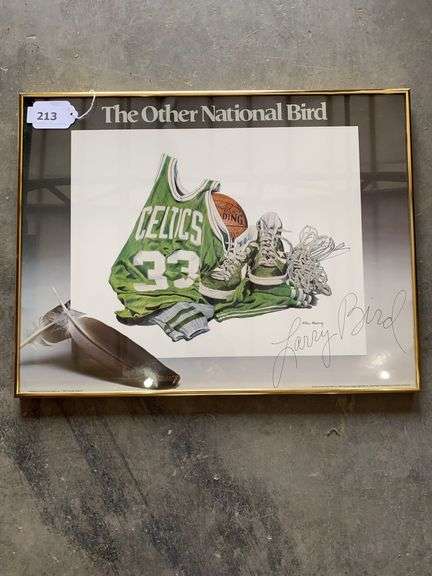 213
The Other National Bird
CELTICS
33
Larry Bird